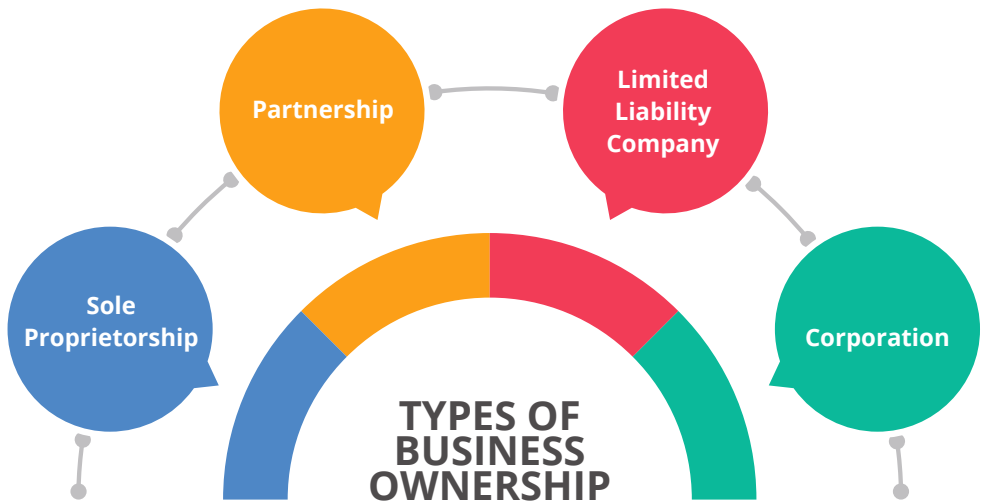 Partnership
Limited
Liability
Company
Sole
Proprietorship
Corporation
TYPES OF
BUSINESS
OWNERSHIP